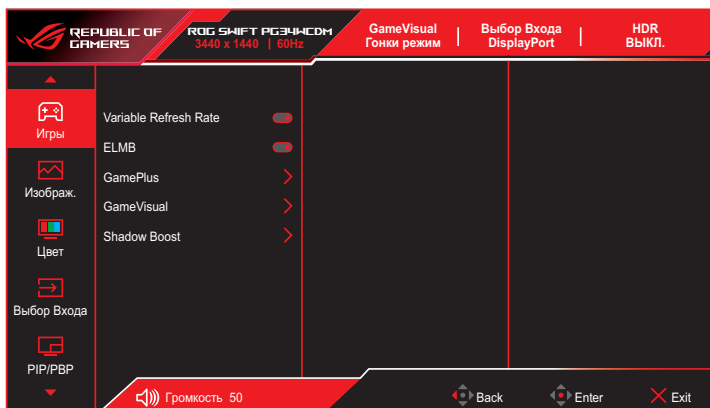 REPUBLIC OF
GAMERS
ROG SWIFT PG34WCDM
3440 x 1440 | 60Hz
GameVisual
Гонки режим
Выбор Входа
DisplayPort
HDR
ВЫКЛ.
Игры
Изображ.
Цвет
Выбор Входа
PIP/PBP
Variable Refresh Rate
ELMB
GamePlus
GameVisual
Shadow Boost
Громкость 50
Back
Enter
Exit